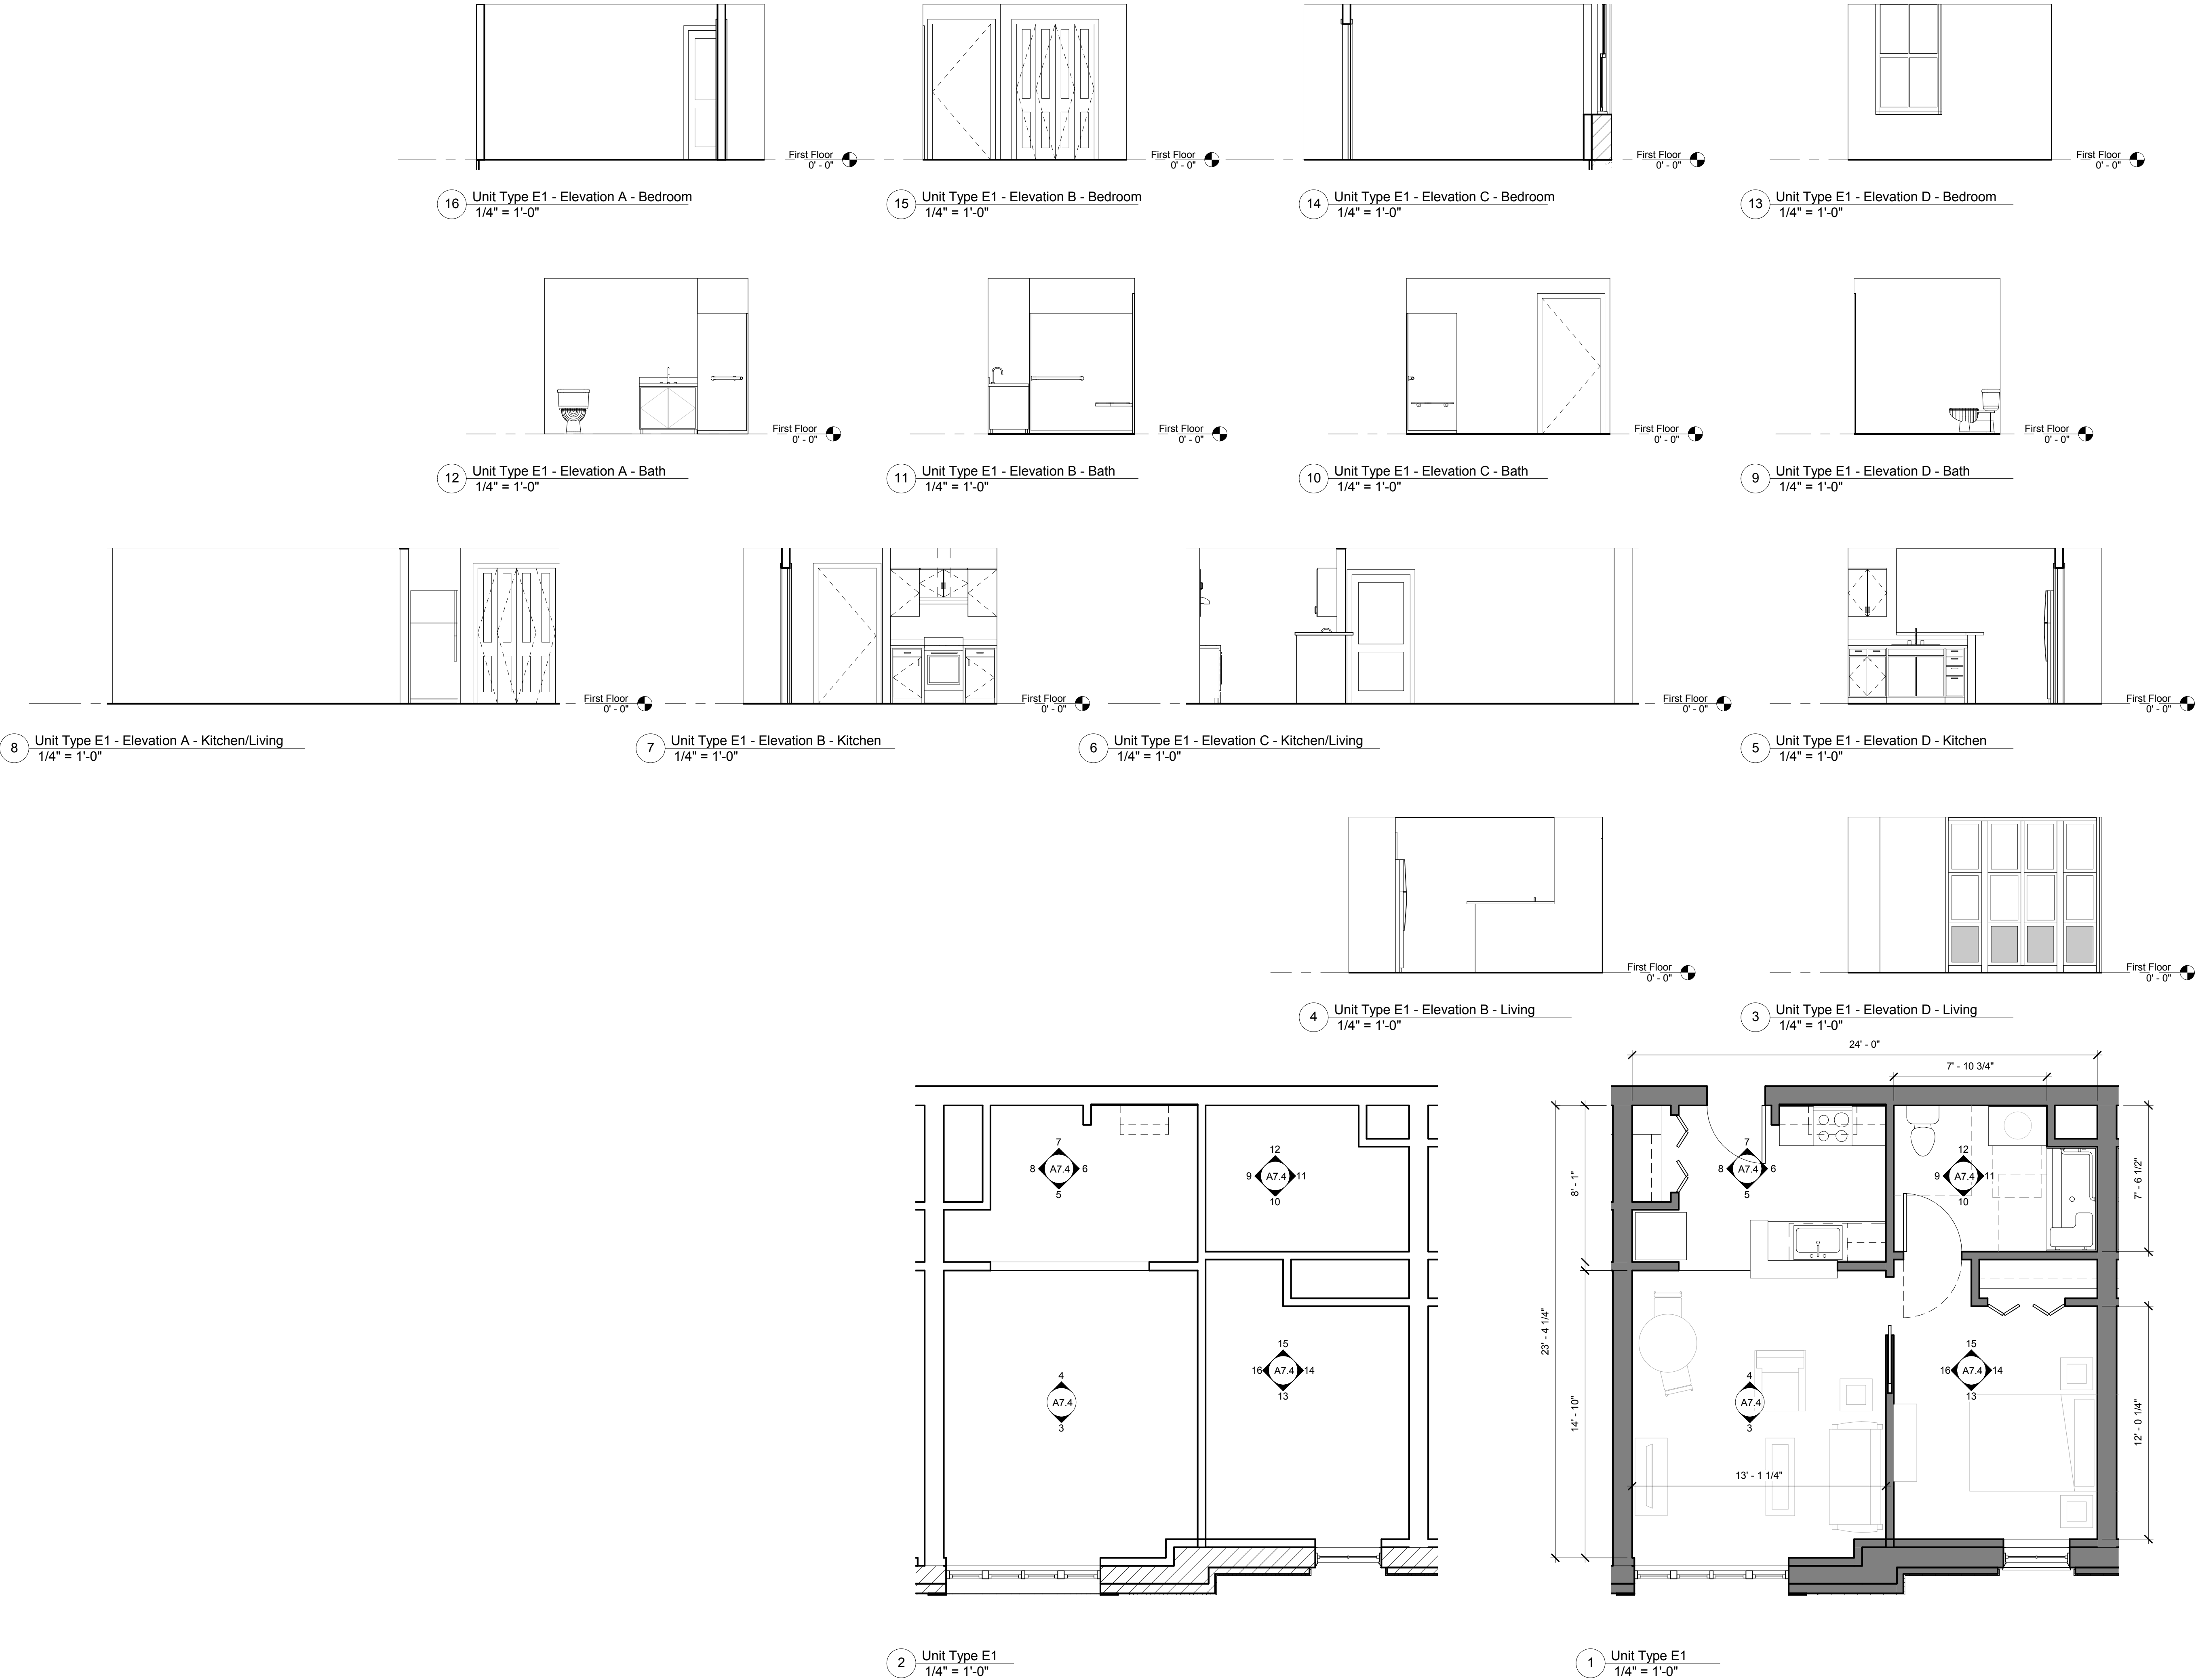 First Floor
0' - 0"
First Floor
0' - 0"
First Floor
0' - 0"
First Floor
0' - 0"
16 Unit Type E1 - Elevation A - Bedroom
1/4" = 1'-0"
15 Unit Type E1 - Elevation B - Bedroom
1/4" = 1'-0"
14 Unit Type E1 - Elevation C - Bedroom
1/4" = 1'-0"
13 Unit Type E1 - Elevation D - Bedroom
1/4" = 1'-0"
First Floor
0' - 0"
First Floor
0' - 0"
First Floor
0' - 0"
First Floor
0' - 0"
12 Unit Type E1 - Elevation A - Bath
1/4" = 1'-0"
11 Unit Type E1 - Elevation B - Bath
1/4" = 1'-0"
10 Unit Type E1 - Elevation C - Bath
1/4" = 1'-0"
9 Unit Type E1 - Elevation D - Bath
1/4" = 1'-0"
First Floor
0' - 0"
First Floor
0' - 0"
First Floor
0' - 0"
First Floor
0' - 0"
8 Unit Type E1 - Elevation A - Kitchen/Living
1/4" = 1'-0"
7 Unit Type E1 - Elevation B - Kitchen
1/4" = 1'-0"
6 Unit Type E1 - Elevation C - Kitchen/Living
1/4" = 1'-0"
5 Unit Type E1 - Elevation D - Kitchen
1/4" = 1'-0"
First Floor
0' - 0"
First Floor
0' - 0"
4 Unit Type E1 - Elevation B - Living
1/4" = 1'-0"
3 Unit Type E1 - Elevation D - Living
1/4" = 1'-0"
7
8 A7.4 6
5
12
9 A7.4 11
10
15
16 A7.4 14
13
4
A7.4
3
2 Unit Type E1
1/4" = 1'-0"
24' - 0"
7' - 10 3/4"
7
8 A7.4 6
5
12
9 A7.4 11
10
8' - 1"
7' - 6 1/2"
23' - 4 1/4"
15
16 A7.4 14
13
4
A7.4
3
14' - 10"
12' - 0 1/4"
13' - 1 1/4"
1 Unit Type E1
1/4" = 1'-0"